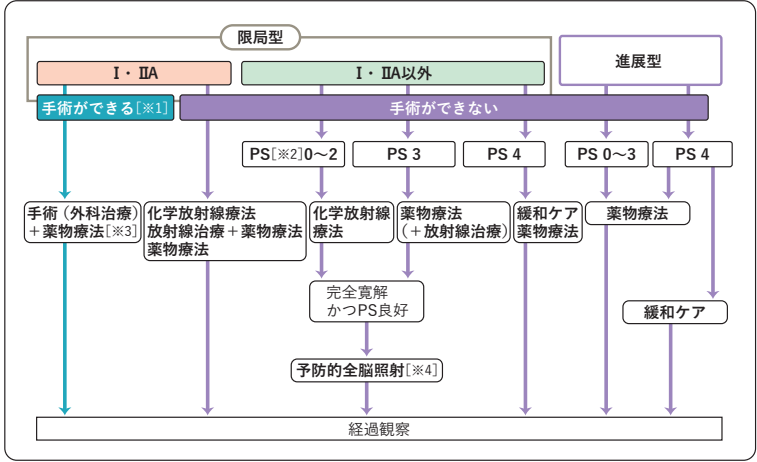 限局型
Ⅰ・ⅡA
Ⅰ・ⅡA以外
進展型
手術ができる[※1]
手術ができない
PS[※2]0〜2
PS 3
PS 4
PS 0〜3
PS 4
手術（外科治療）
＋薬物療法[※3]
化学放射線療法
放射線治療＋薬物療法
薬物療法
化学放射線
療法
薬物療法
（＋放射線治療）
緩和ケア
薬物療法
薬物療法
完全寛解
かつPS良好
緩和ケア
予防的全脳照射[※4]
経過観察